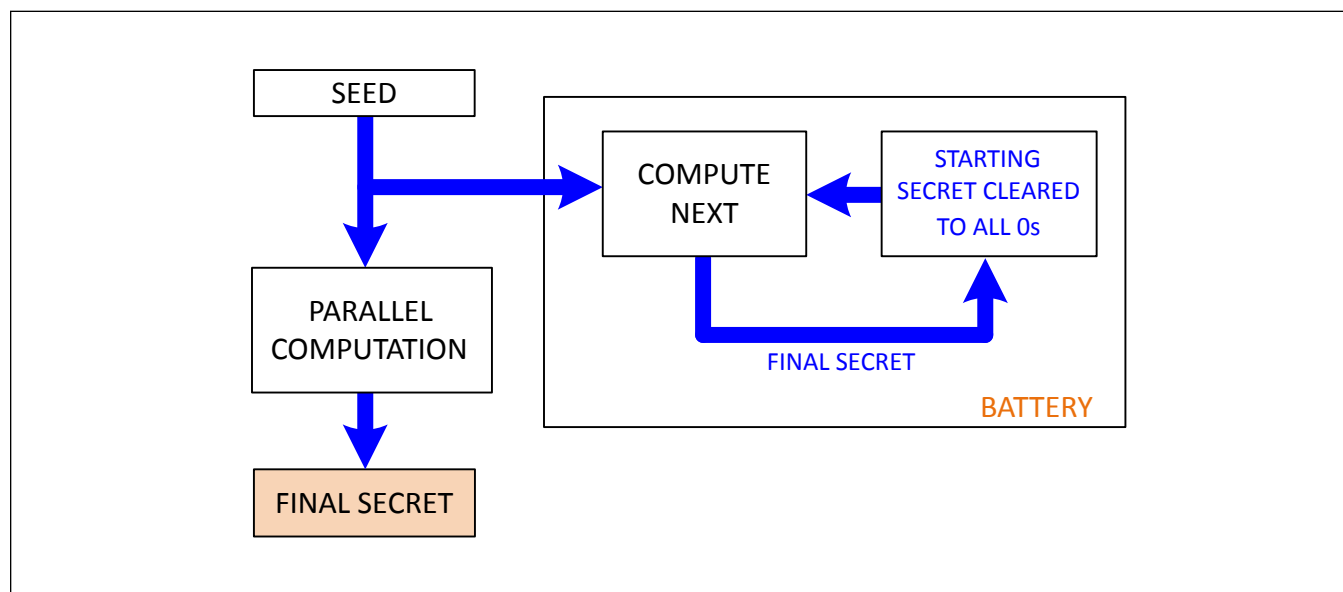 SEED
COMPUTE
NEXT
STARTING
SECRET CLEARED
TO ALL 0s
PARALLEL
COMPUTATION
FINAL SECRET
BATTERY
FINAL SECRET